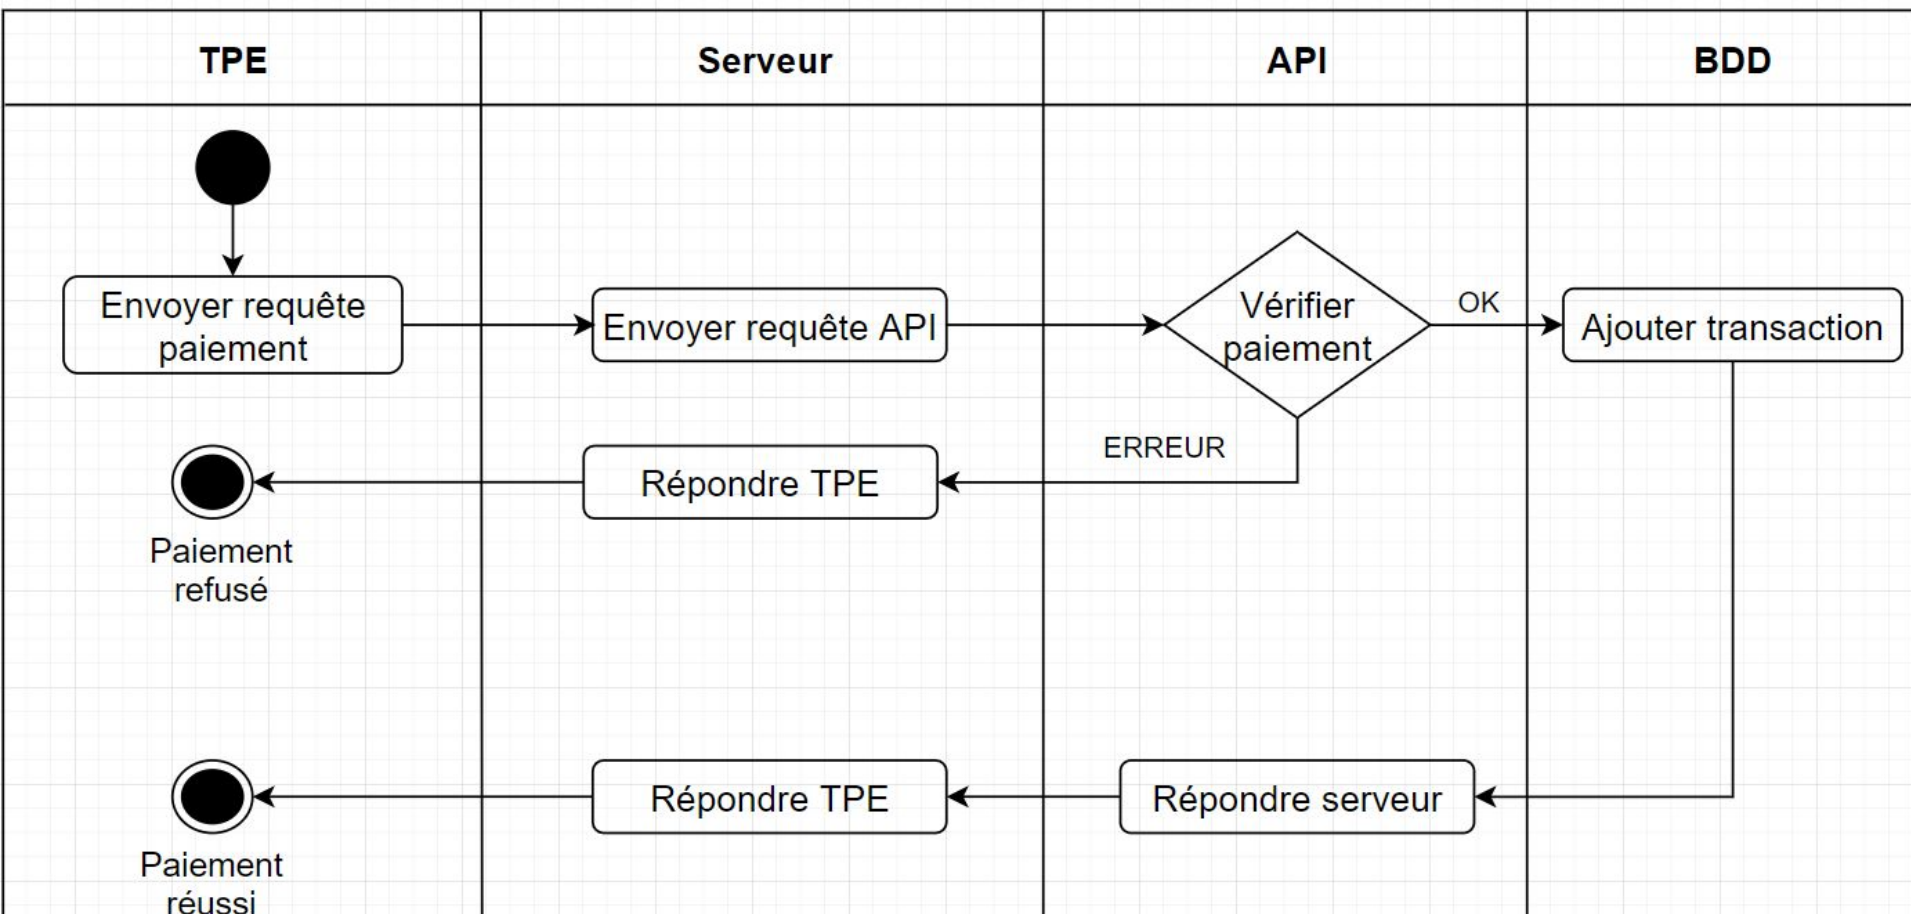 TPE
Serveur
API
BDD
Envoyer requête
paiement
Envoyer requête API
Vérifier
paiement
OK
Ajouter transaction
ERREUR
Répondre TPE
Paiement
refusé
Répondre TPE
Répondre serveur
Paiement
réussi